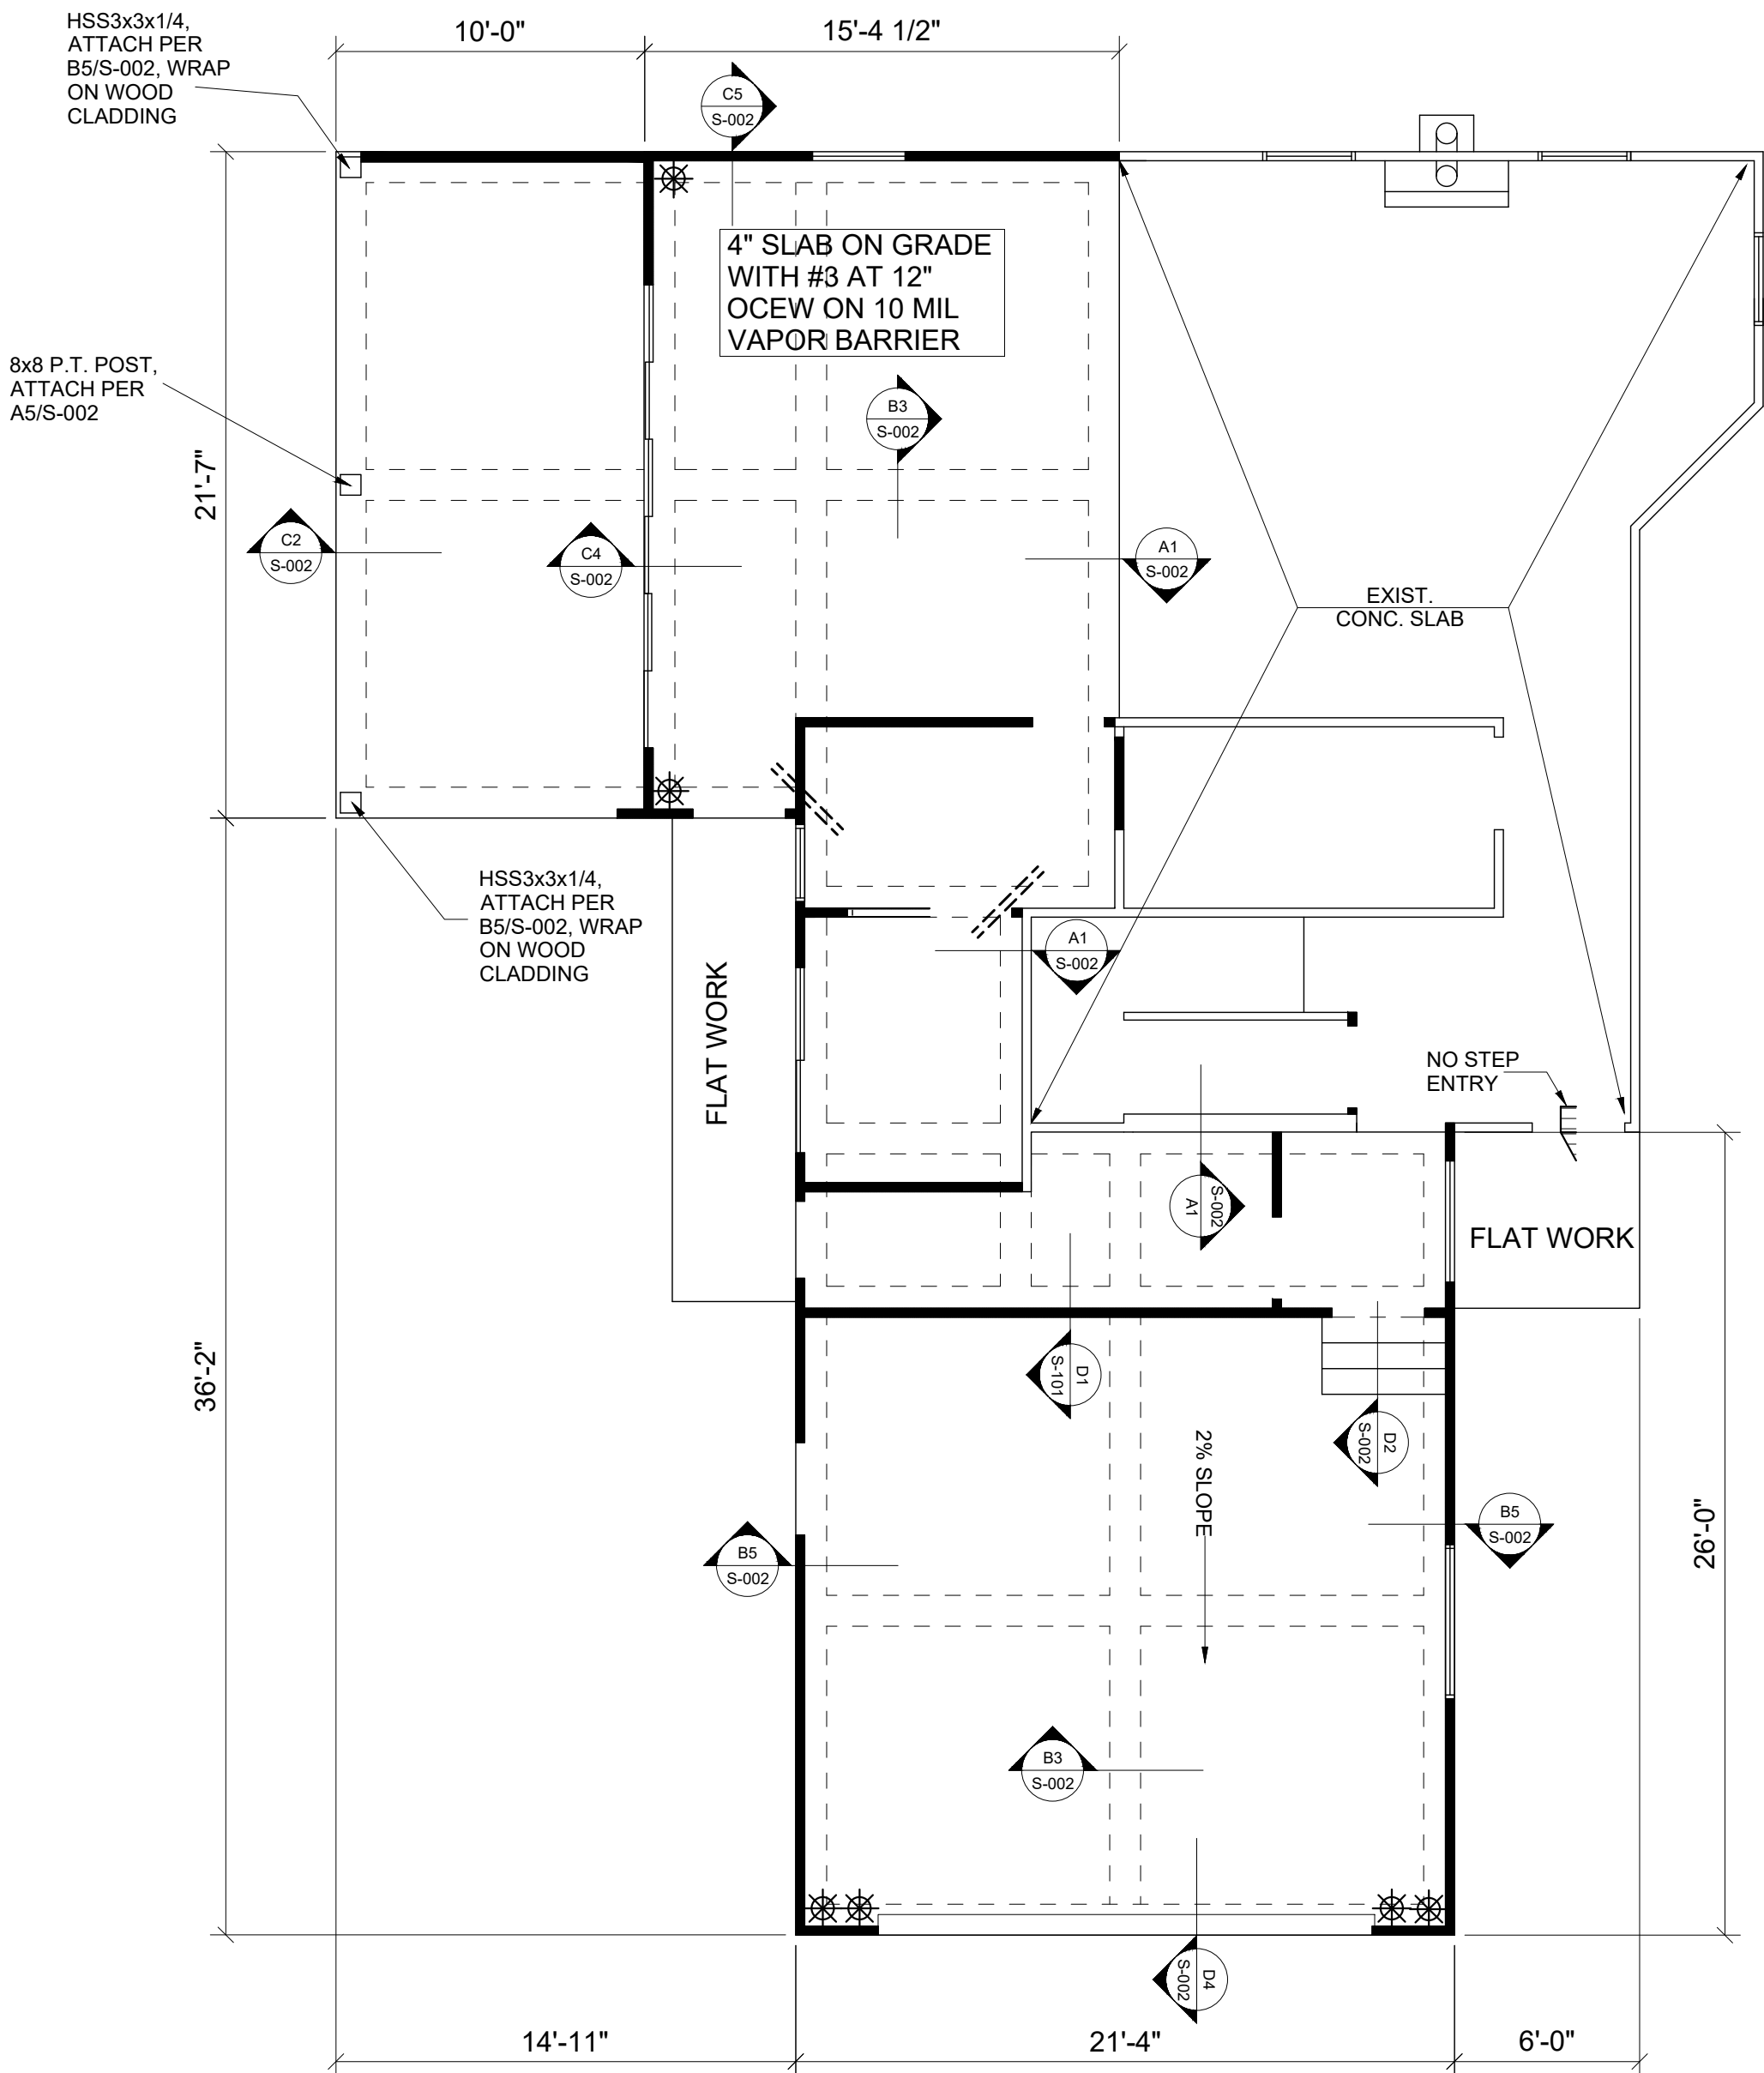 HSS3x3x1/4,
ATTACH PER
B5/S-002, WRAP
ON WOOD
CLADDING
10'-0"
15'-4 1/2"
C5
S-002
4" SLAB ON GRADE
WITH #3 AT 12"
OCEW ON 10 MIL
VAPOR BARRIER
8x8 P.T. POST,
ATTACH PER
A5/S-002
B3
S-002
21'-7"
C2
S-002
C4
S-002
A1
S-002
EXIST.
CONC. SLAB
HSS3x3x1/4,
ATTACH PER
B5/S-002, WRAP
ON WOOD
CLADDING
A1
S-002
FLAT WORK
NO STEP
ENTRY
A1
S-002
FLAT WORK
36'-2"
D1
S-101
D2
S-002
2% SLOPE
B5
S-002
B5
S-002
26'-0"
B3
S-002
D4
S-002
14'-11"
21'-4"
6'-0"